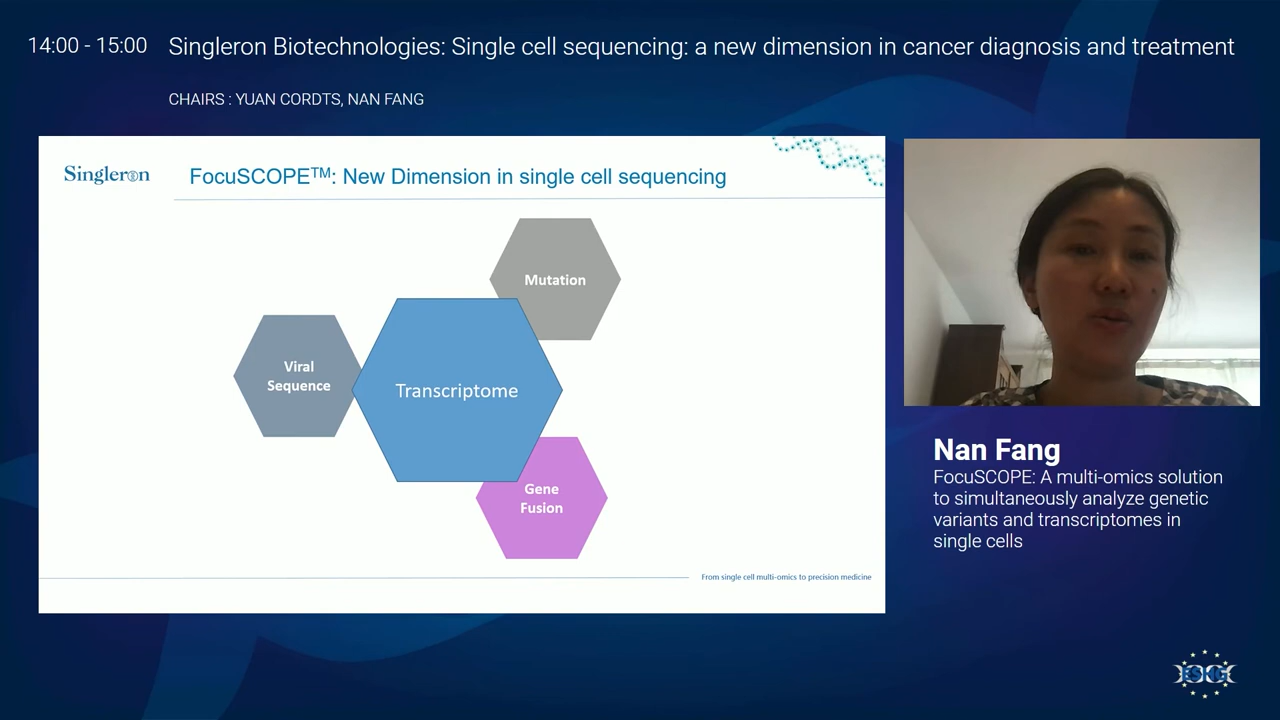 14:00 - 15:00 Singleron Biotechnologies: Single cell sequencing: a new dimension in cancer diagnosis and treatment
CHAIRS : YUAN CORDTS, NAN FANG
Singleron
FocuSCOPE™: New Dimension in single cell sequencing
Mutation
Viral
Sequence
Transcriptome
Gene
Fusion
From single cell multi-omics to precision medicine
Nan Fang
FocuSCOPE: A multi-omics solution
to simultaneously analyze genetic
variants and transcriptomes in
single cells
ESHG